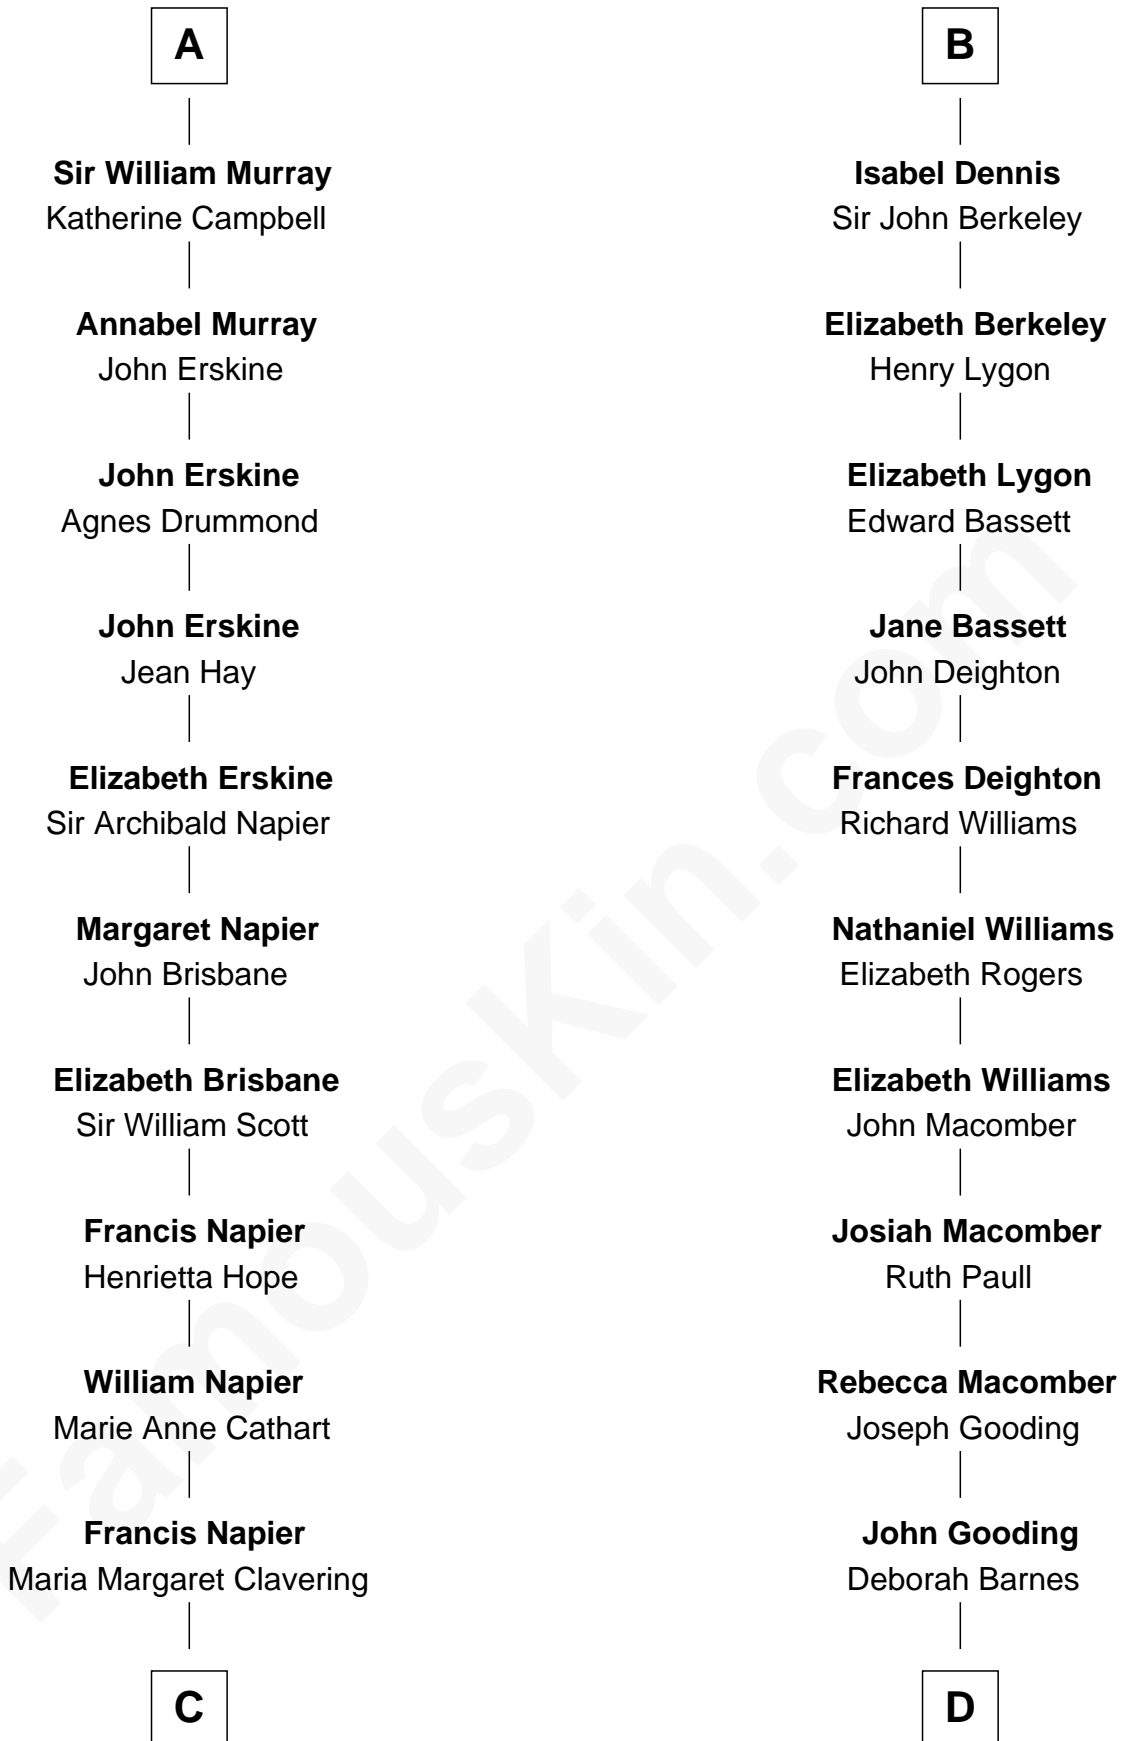 A
Sir William Murray
Katherine Campbell
Annabel Murray
John Erskine
John Erskine
Agnes Drummond
John Erskine
Jean Hay
Elizabeth Erskine
Sir Archibald Napier
Margaret Napier
John Brisbane
Elizabeth Brisbane
Sir William Scott
Francis Napier
Henrietta Hope
William Napier
Marie Anne Cathart
Francis Napier
Maria Margaret Clavering
C
B
Isabel Dennis
Sir John Berkeley
Elizabeth Berkeley
Henry Lygon
Elizabeth Lygon
Edward Bassett
Jane Bassett
John Deighton
Frances Deighton
Richard Williams
Nathaniel Williams
Elizabeth Rogers
Elizabeth Williams
John Macomber
Josiah Macomber
Ruth Paull
Rebecca Macomber
Joseph Gooding
John Gooding
Deborah Barnes
D
FamousKin.com